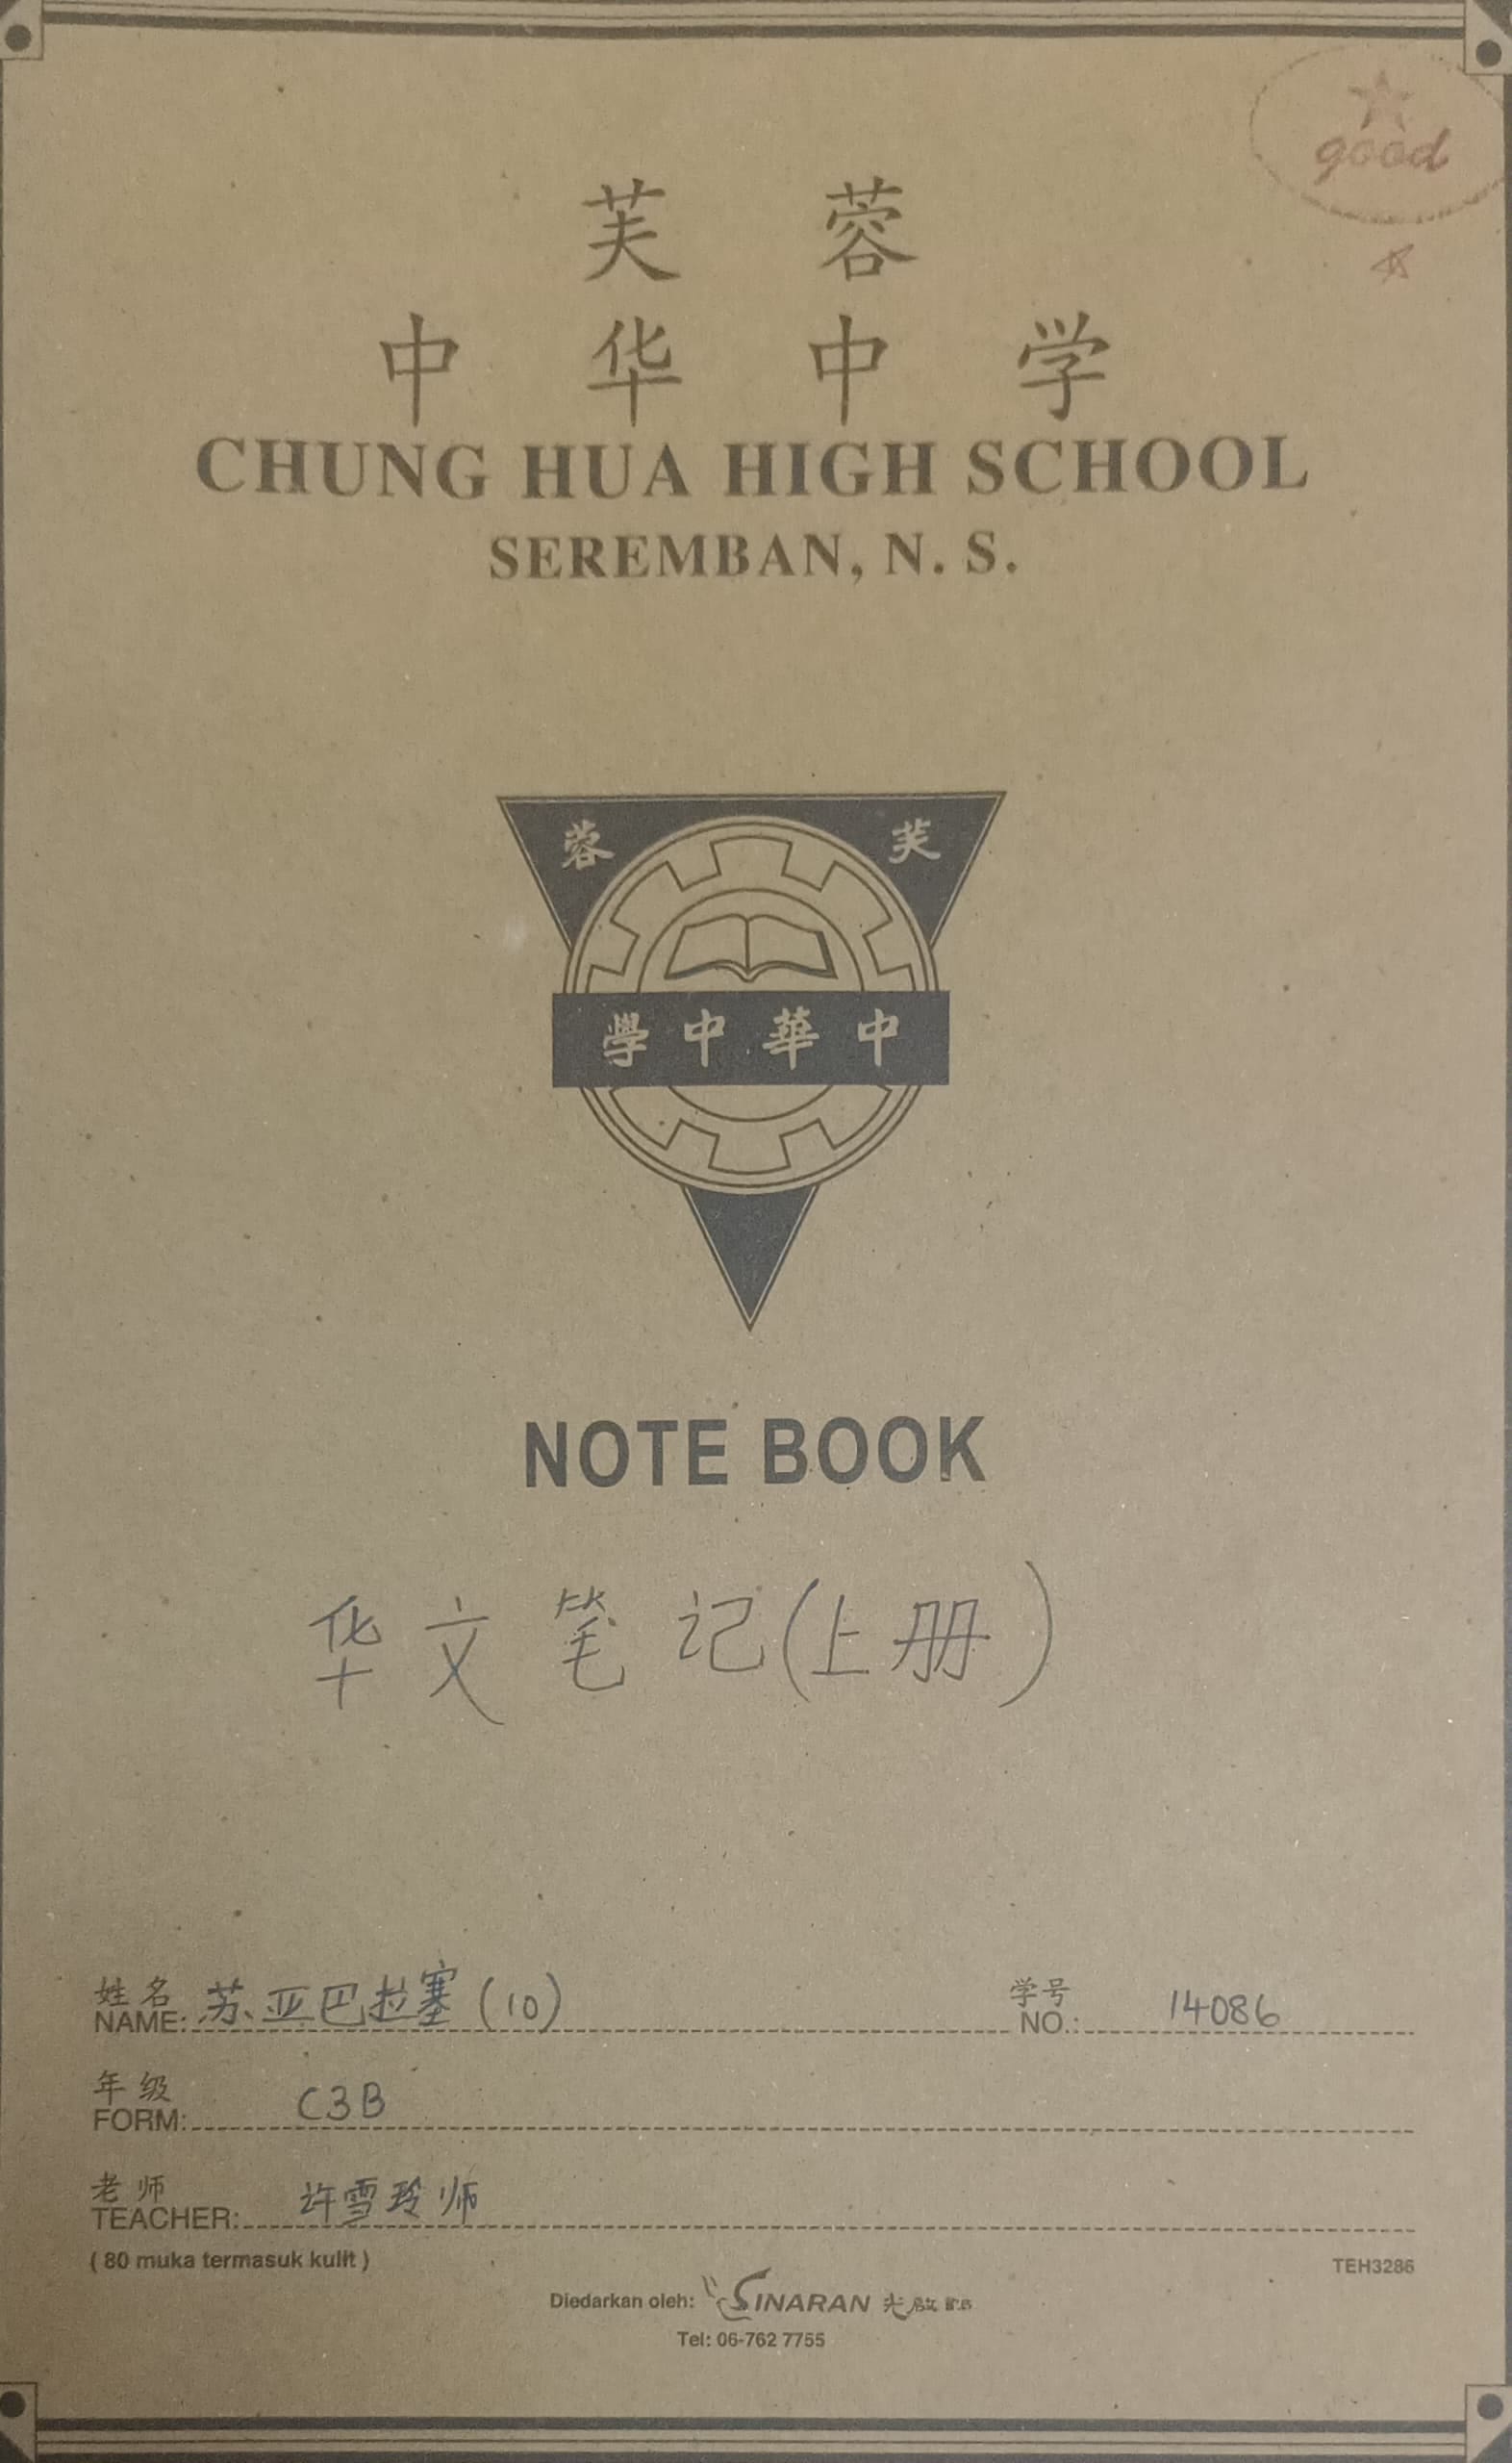 good
芙蓉
中华中学
CHUNG HUA HIGH SCHOOL
SEREMBAN, N. S.
蓉 芙
學中華中
NOTE BOOK
华文笔记(上册)
姓名 学号
NAME: 苏亚巴拉塞(10) NO.: 14086
年级
FORM: C3B
老师
TEACHER: 许雪玲师
( 80 muka termasuk kulit ) TEH3286
Diedarkan oleh: SINARAN
Tel: 06-762 7755